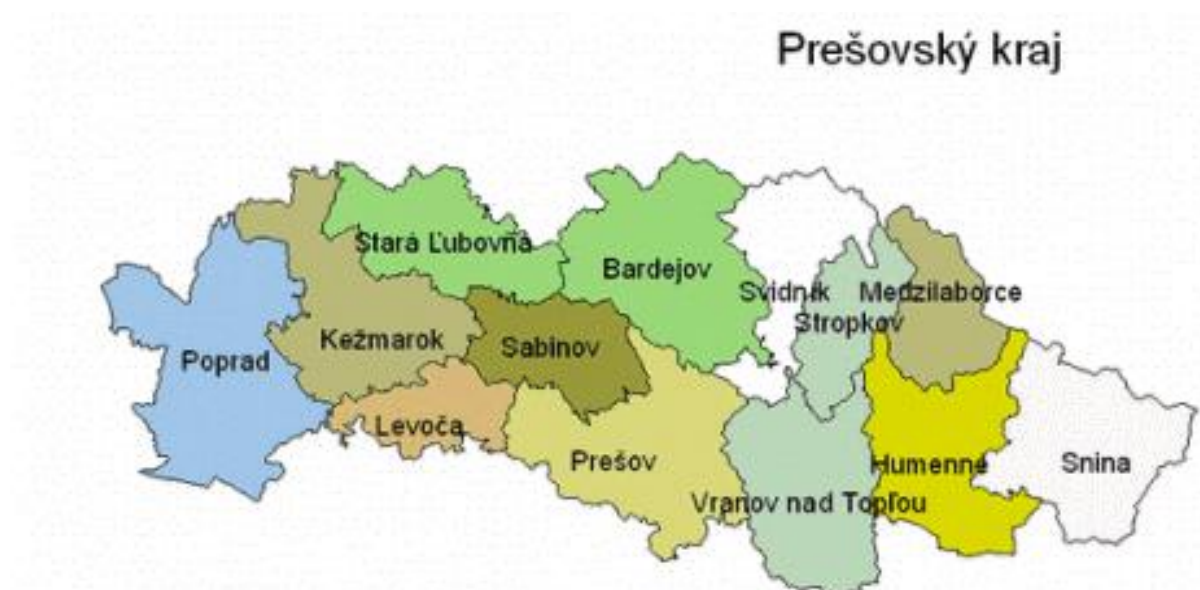 Prešovský kraj
Stará Ľubovňa
Bardejov
Svidník
Medzilaborce
Stropkov
Kežmarok
Sabinov
Poprad
Levoča
Prešov
Humenné
Snina
Vranov nad Topľou